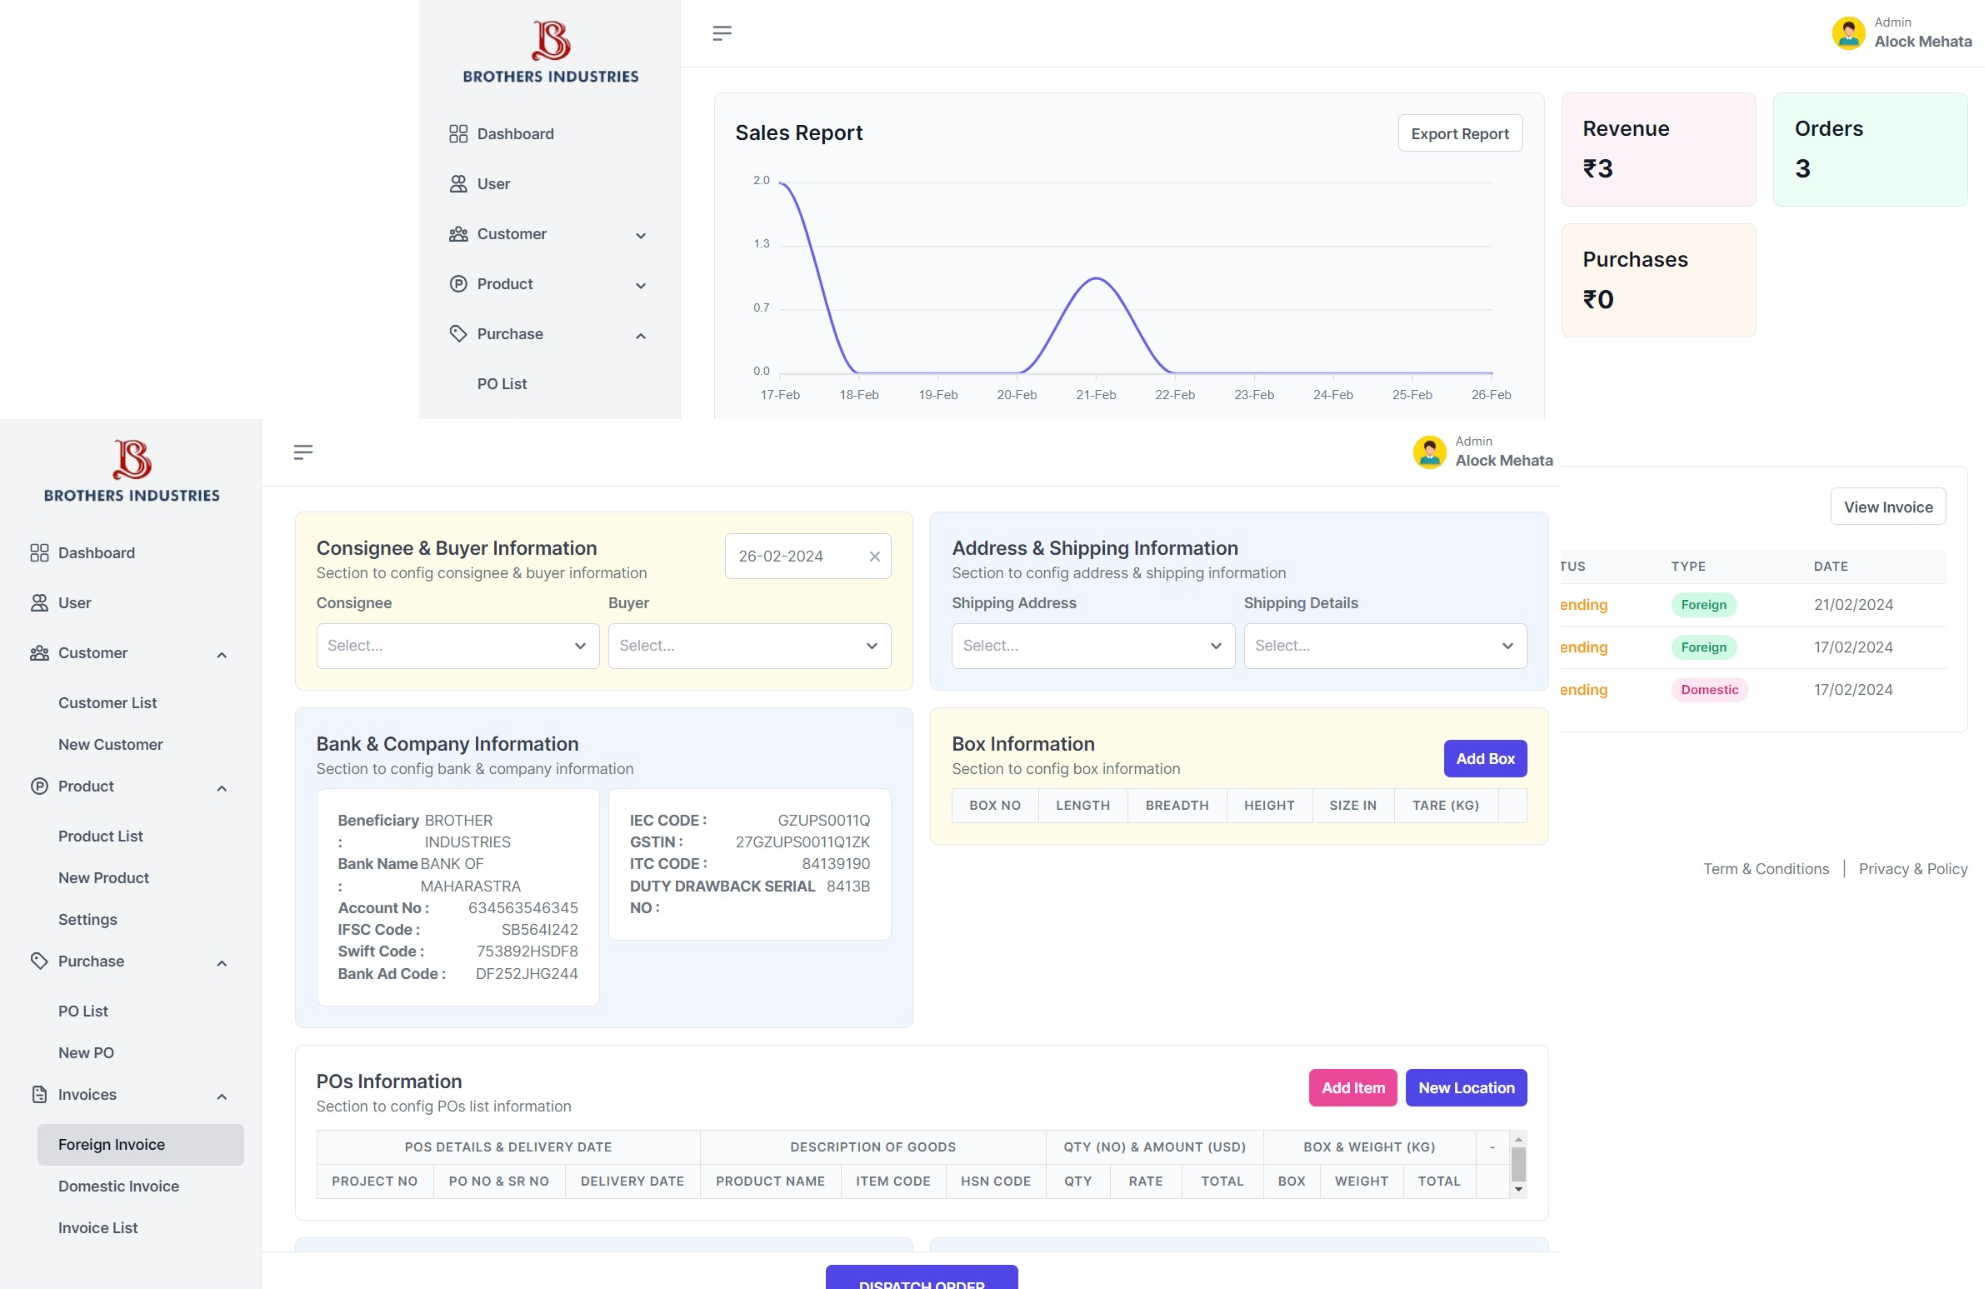 BROTHERS INDUSTRIES
Dashboard
User
Customer
Product
Purchase
PO List
Admin
Alock Mehata
Sales Report
Export Report
2.0
1.3
0.7
0.0
17-Feb 18-Feb 19-Feb 20-Feb 21-Feb 22-Feb 23-Feb 24-Feb 25-Feb 26-Feb
Revenue
₹3
Orders
3
Purchases
₹0
BROTHERS INDUSTRIES
Dashboard
User
Customer
Customer List
New Customer
Product
Product List
New Product
Settings
Purchase
PO List
New PO
Invoices
Foreign Invoice
Domestic Invoice
Invoice List
Admin
Alock Mehata
Consignee & Buyer Information
Section to config consignee & buyer information
26-02-2024
Consignee Buyer
Select... Select...
Address & Shipping Information
Section to config address & shipping information
Shipping Address Shipping Details
Select... Select...
Bank & Company Information
Section to config bank & company information
Beneficiary BROTHER
: INDUSTRIES
Bank Name BANK OF
: MAHARASTRA
Account No : 634563546345
IFSC Code : SB564I242
Swift Code : 753892HSDF8
Bank Ad Code : DF252JHG244
IEC CODE : GZUPS0011Q
GSTIN : 27GZUPS0011Q1ZK
ITC CODE : 84139190
DUTY DRAWBACK SERIAL 8413B
NO :
Box Information
Section to config box information
Add Box
BOX NO LENGTH BREADTH HEIGHT SIZE IN TARE (KG)
POs Information
Section to config POs list information
Add Item New Location
POS DETAILS & DELIVERY DATE DESCRIPTION OF GOODS QTY (NO) & AMOUNT (USD) BOX & WEIGHT (KG) -
PROJECT NO PO NO & SR NO DELIVERY DATE PRODUCT NAME ITEM CODE HSN CODE QTY RATE TOTAL BOX WEIGHT TOTAL
DISPATCH ORDER
View Invoice
TUS TYPE DATE
ending Foreign 21/02/2024
ending Foreign 17/02/2024
ending Domestic 17/02/2024
Term & Conditions | Privacy & Policy